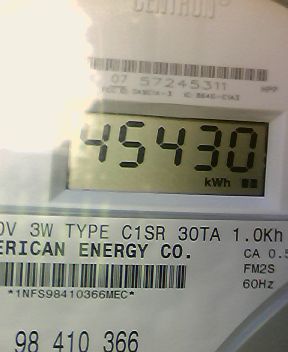 CENTRON
07 57245311 HPP
45430
kWh
0V 3W TYPE C1SR 30TA 1.0Kh
ERICAN ENERGY CO.
CA 0.5
FM2S
60Hz
*1NFS98410366MEC*
98 410 366